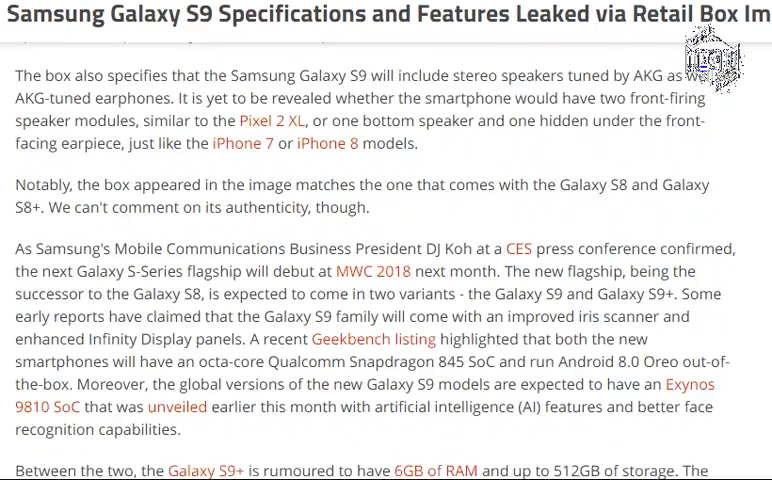 Samsung Galaxy S9 Specifications and Features Leaked via Retail Box Im
The box also specifies that the Samsung Galaxy S9 will include stereo speakers tuned by AKG as well
AKG-tuned earphones. It is yet to be revealed whether the smartphone would have two front-firing
speaker modules, similar to the Pixel 2 XL, or one bottom speaker and one hidden under the front-
facing earpiece, just like the iPhone 7 or iPhone 8 models.
Notably, the box appeared in the image matches the one that comes with the Galaxy S8 and Galaxy
S8+. We can't comment on its authenticity, though.
As Samsung's Mobile Communications Business President DJ Koh at a CES press conference confirmed,
the next Galaxy S-Series flagship will debut at MWC 2018 next month. The new flagship, being the
successor to the Galaxy S8, is expected to come in two variants - the Galaxy S9 and Galaxy S9+. Some
early reports have claimed that the Galaxy S9 family will come with an improved iris scanner and
enhanced Infinity Display panels. A recent Geekbench listing highlighted that both the new
smartphones will have an octa-core Qualcomm Snapdragon 845 SoC and run Android 8.0 Oreo out-of-
the-box. Moreover, the global versions of the new Galaxy S9 models are expected to have an Exynos
9810 SoC that was unveiled earlier this month with artificial intelligence (AI) features and better face
recognition capabilities.
Between the two, the Galaxy S9+ is rumoured to have 6GB of RAM and up to 512GB of storage. The